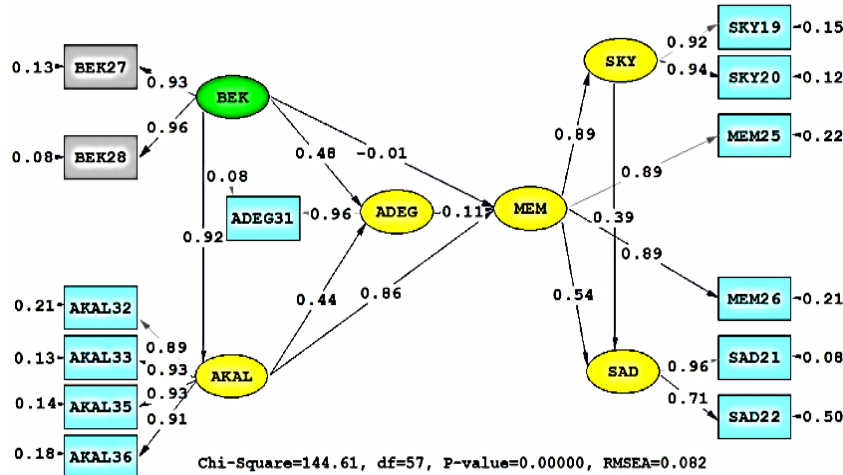 SKY19
0.15
0.92
SKY
0.94
SKY20
0.12
0.13
BEK27
0.93
BEK
0.96
0.08
BEK28
MEM25
0.22
0.89
0.89
0.48
-0.01
0.08
ADEG31
0.96
ADEG
0.11
MEM
0.92
0.39
0.89
0.44
0.86
0.54
MEM26
0.21
0.21
AKAL32
0.89
0.13
AKAL33
0.93
AKAL
SAD
0.96
SAD21
0.08
0.14
AKAL35
0.93
0.91
0.71
SAD22
0.50
0.18
AKAL36
Chi-Square=144.61, df=57, P-value=0.00000, RMSEA=0.082